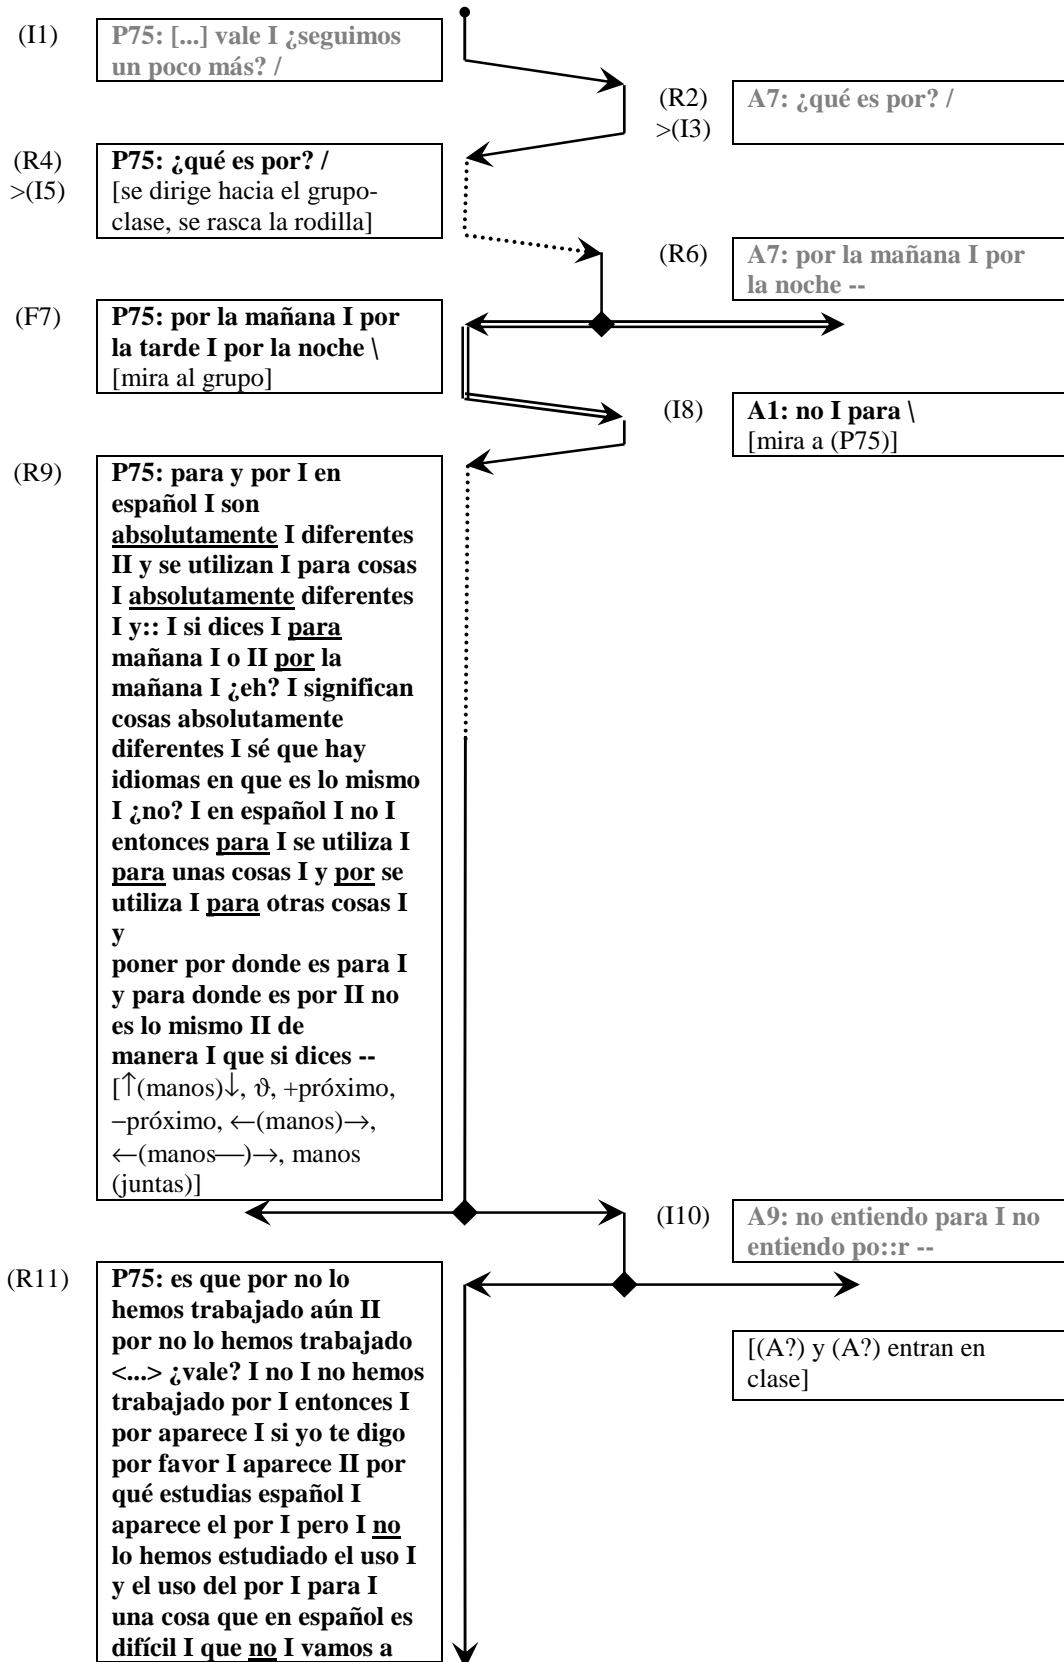 (I1)
P75: [...] vale I ¿seguimos
un poco más? /
(R2)
>(I3)
A7: ¿qué es por? /
(R4)
>(I5)
P75: ¿qué es por? /
[se dirige hacia el grupo-
clase, se rasca la rodilla]
(R6)
A7: por la mañana I por
la noche --
(F7)
P75: por la mañana I por
la tarde I por la noche \
[mira al grupo]
(I8)
A1: no I para \
[mira a (P75)]
(R9)
P75: para y por I en
español I son
absolutamente I diferentes
II y se utilizan I para cosas
I absolutamente diferentes
I y:: I si dices I para
mañana I o II por la
mañana I ¿eh? I significan
cosas absolutamente
diferentes I sé que hay
idiomas en que es lo mismo
I ¿no? I en español I no I
entonces para I se utiliza I
para unas cosas I y por se
utiliza I para otras cosas I
y
poner por donde es para I
y para donde es por II no
es lo mismo II de
manera I que si dices --
[↑(manos)↓, ϑ, +próximo,
−próximo, ←(manos)→,
←(manos—)→, manos
(juntas)]
(I10)
A9: no entiendo para I no
entiendo po::r --
(R11)
P75: es que por no lo
hemos trabajado aún II
por no lo hemos trabajado
<...> ¿vale? I no I no hemos
trabajado por I entonces I
por aparece I si yo te digo
por favor I aparece II por
qué estudias español I
aparece el por I pero I no
lo hemos estudiado el uso I
y el uso del por I para I
una cosa que en español es
difícil I que no I vamos a
[(A?) y (A?) entran en
clase]